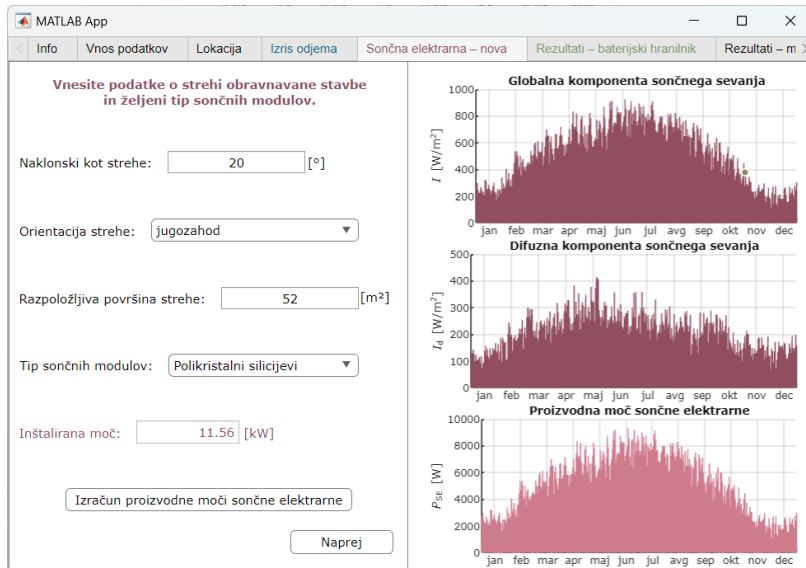 MATLAB App
Info Vnos podatkov Lokacija Izris odjema Sončna elektrarna – nova Rezultati – baterijski hranilnik Rezultati – m
Vnesite podatke o strehi obravnavane stavbe
in željeni tip sončnih modulov.
Naklonski kot strehe: 20 [°]
Orientacija strehe: jugozahod
Razpoložljiva površina strehe: 52 [m²]
Tip sončnih modulov: Polikristalni silicijevi
Inštalirana moč: 11.56 [kW]
Izračun proizvodne moči sončne elektrarne
Naprej
Globalna komponenta sončnega sevanja
1000
800
600
400
200
0
I [W/m²]
jan feb mar apr maj jun jul avg sep okt nov dec
Difuzna komponenta sončnega sevanja
500
400
300
200
100
0
I_d [W/m²]
jan feb mar apr maj jun jul avg sep okt nov dec
Proizvodna moč sončne elektrarne
10000
8000
6000
4000
2000
0
P_SE [W]
jan feb mar apr maj jun jul avg sep okt nov dec